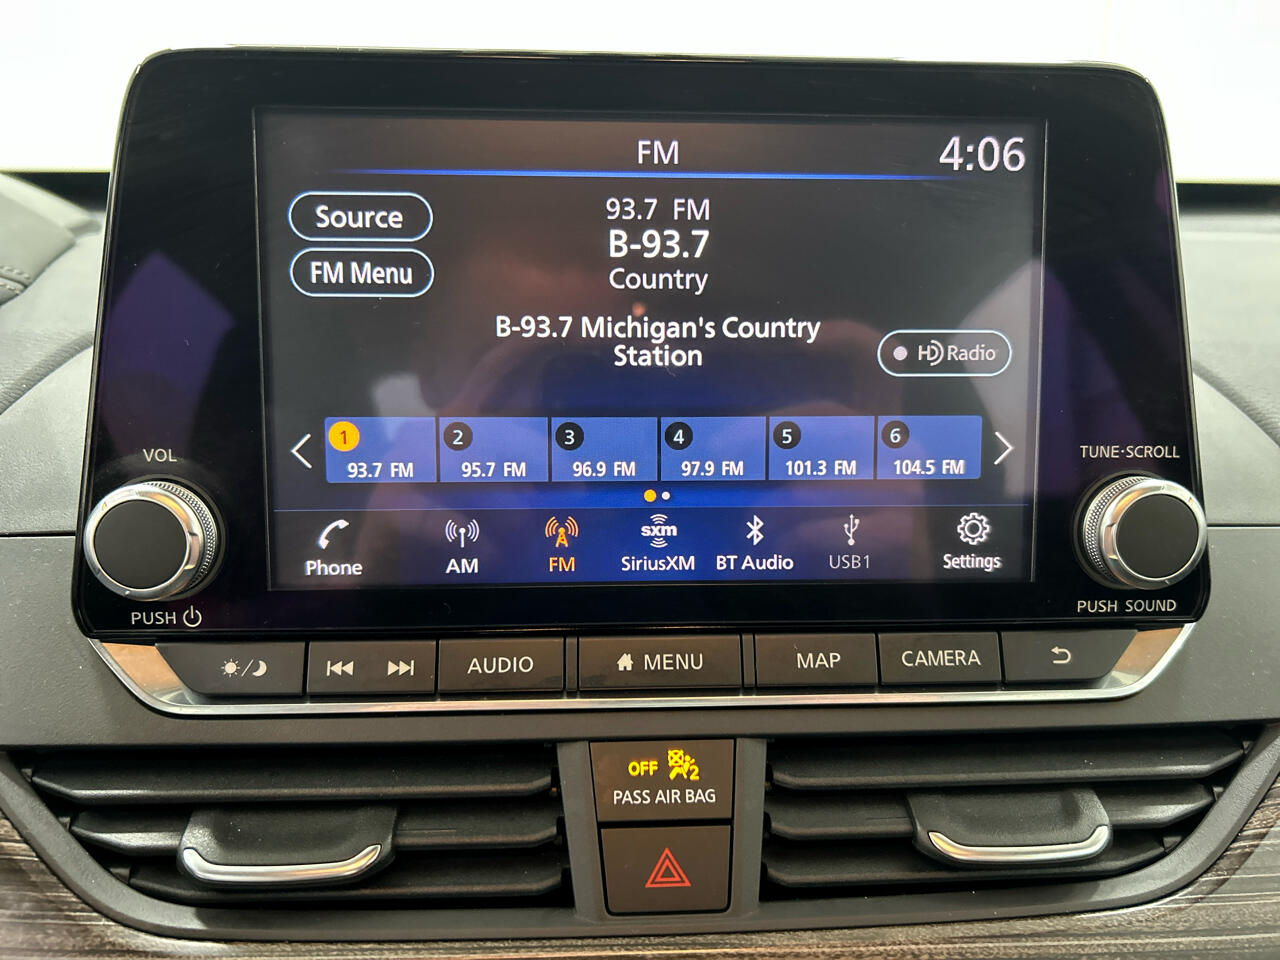 FM
4:06
Source
93.7 FM
B-93.7
FM Menu
Country
B-93.7 Michigan's Country
Station
HD Radio
1 2 3 4 5 6
93.7 FM 95.7 FM 96.9 FM 97.9 FM 101.3 FM 104.5 FM
VOL
TUNE·SCROLL
sxm
Phone AM FM SiriusXM BT Audio USB1 Settings
PUSH
PUSH SOUND
AUDIO MENU MAP CAMERA
OFF 2
PASS AIR BAG